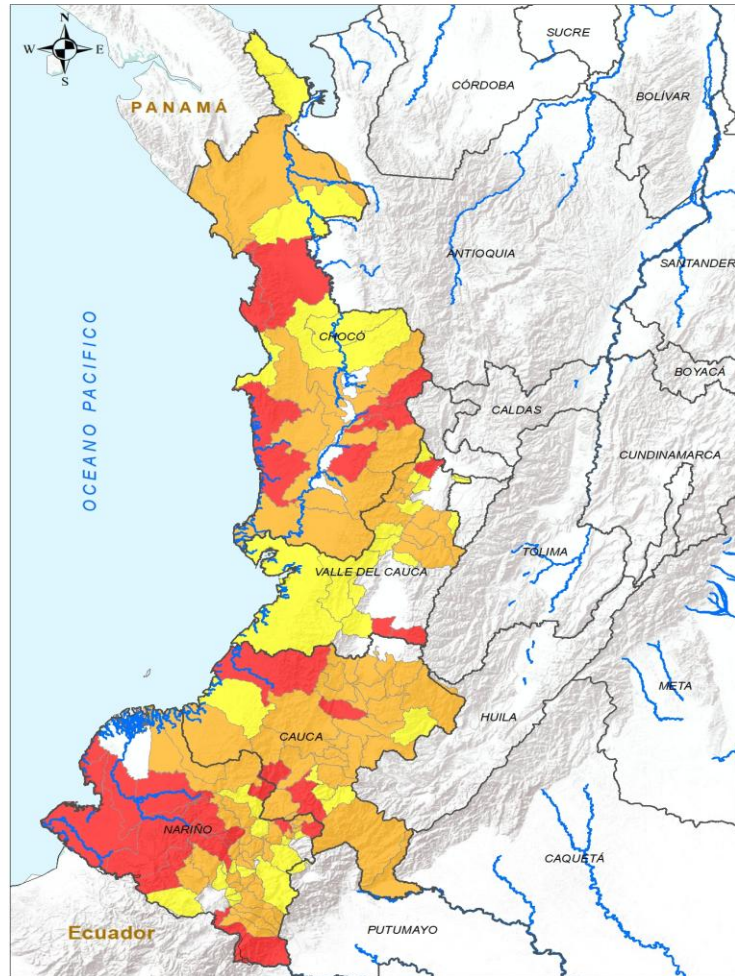 N
W E
S
SUCRE
CÓRDOBA
BOLÍVAR
PANAMÁ
ANTIOQUIA
SANTANDER
OCEANO PACIFICO
CHOCÓ
BOYACÁ
CALDAS
CUNDINAMARCA
TOLIMA
VALLE DEL CAUCA
META
HUILA
CAUCA
NARIÑO
CAQUETÁ
Ecuador
PUTUMAYO